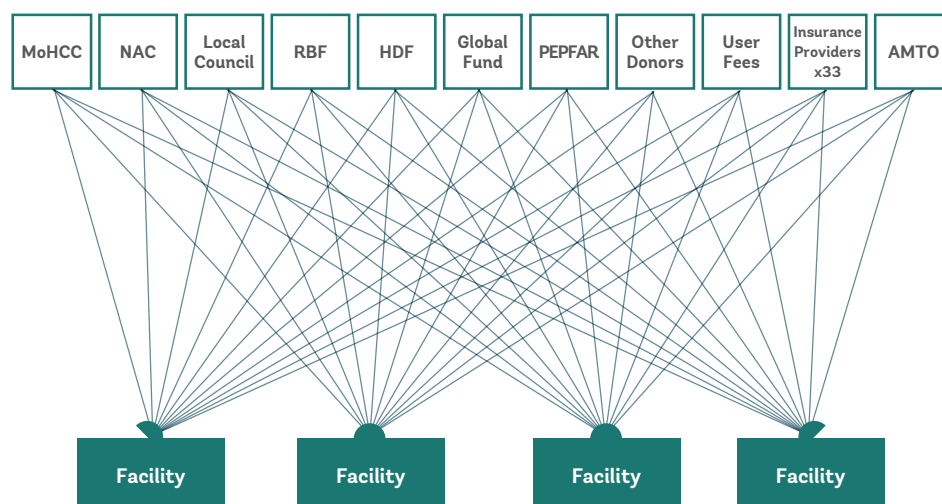 MoHCC
NAC
Local
Council
RBF
HDF
Global
Fund
PEPFAR
Other
Donors
User
Fees
Insurance
Providers
x33
AMTO
Facility
Facility
Facility
Facility